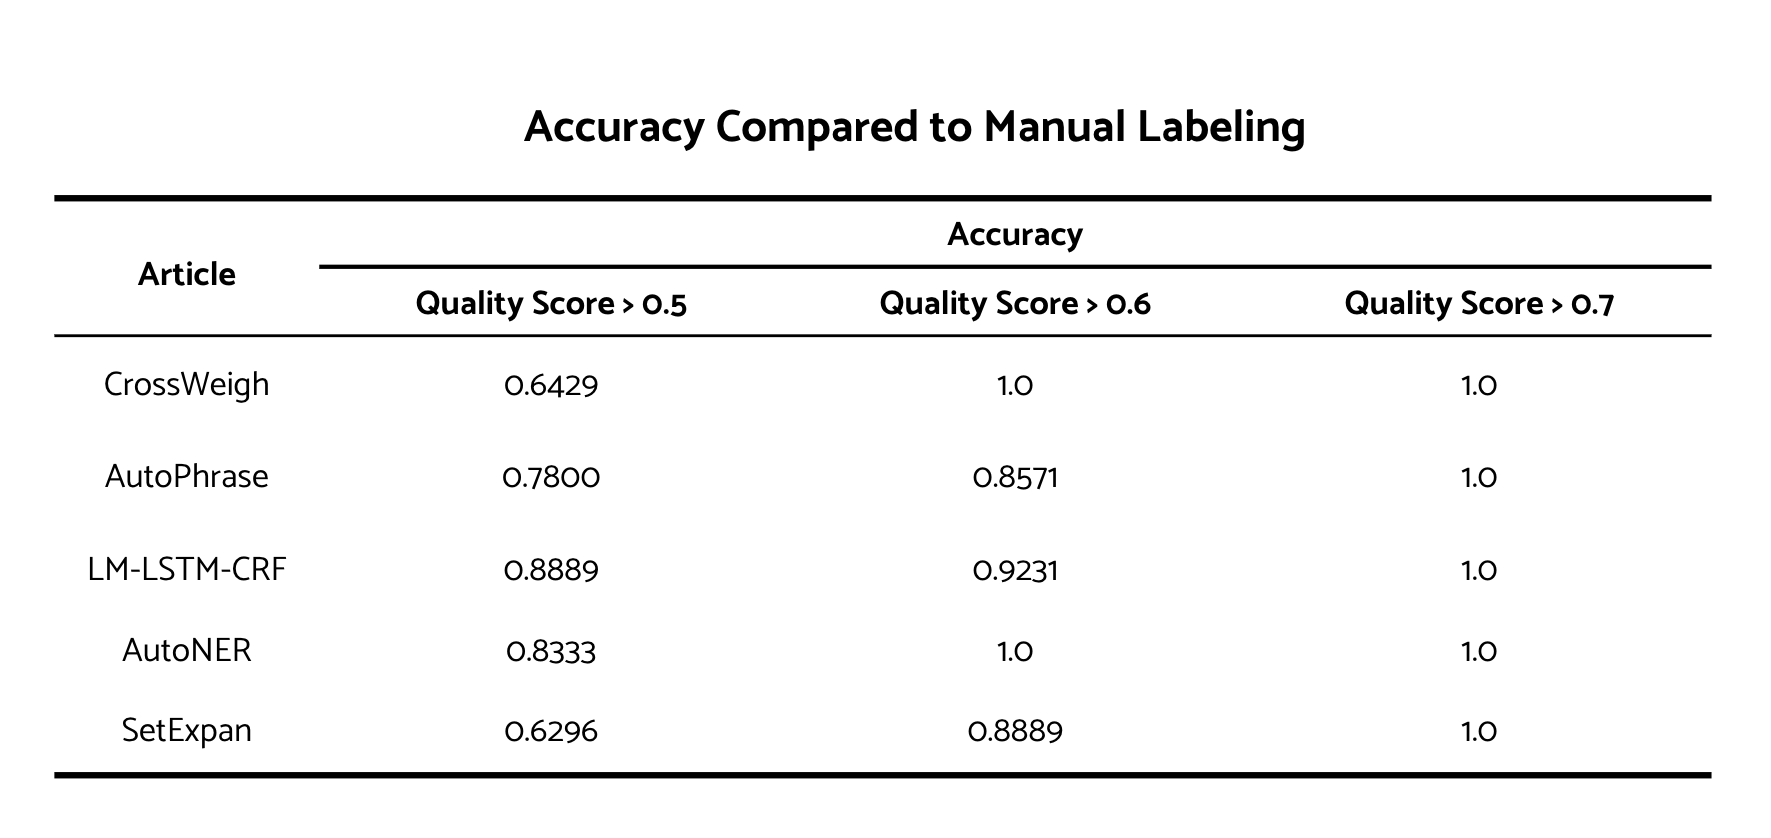 Accuracy Compared to Manual Labeling
Article
Accuracy
Quality Score > 0.5 Quality Score > 0.6 Quality Score > 0.7
CrossWeigh 0.6429 1.0 1.0
AutoPhrase 0.7800 0.8571 1.0
LM-LSTM-CRF 0.8889 0.9231 1.0
AutoNER 0.8333 1.0 1.0
SetExpan 0.6296 0.8889 1.0